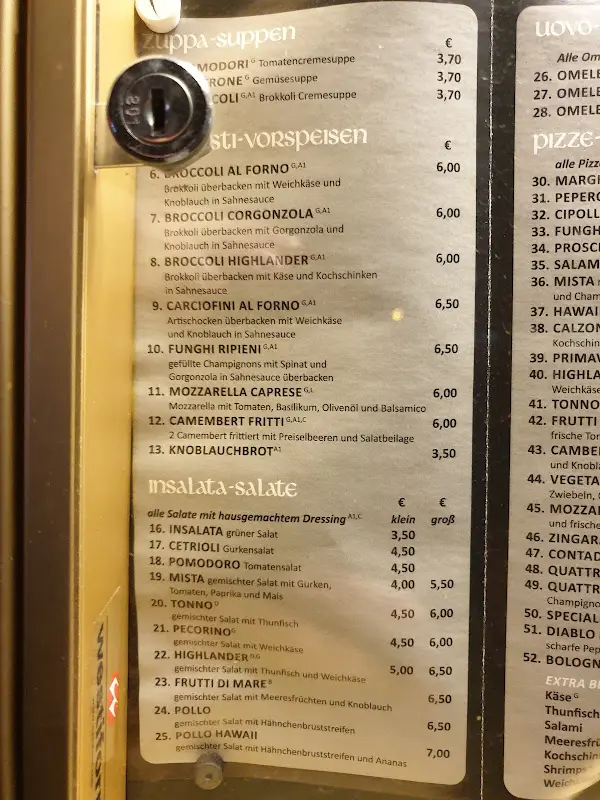 zuppa-suppen
€
MODORI G Tomatencremesuppe 3,70
RONE G Gemüsesuppe 3,70
COLI G,A1 Brokkoli Cremesuppe 3,70
sti-vorspeisen
€
6. BROCCOLI AL FORNO G,A1 6,00
Brokkoli überbacken mit Weichkäse und
Knoblauch in Sahnesauce
7. BROCCOLI CORGONZOLA G,A1 6,00
Brokkoli überbacken mit Gorgonzola und
Knoblauch in Sahnesauce
8. BROCCOLI HIGHLANDER G,A1 6,00
Brokkoli überbacken mit Käse und Kochschinken
in Sahnesauce
9. CARCIOFINI AL FORNO G,A1 6,50
Artischocken überbacken mit Weichkäse
und Knoblauch in Sahnesauce
10. FUNGHI RIPIENI G,A1 6,50
gefüllte Champignons mit Spinat und
Gorgonzola in Sahnesauce überbacken
11. MOZZARELLA CAPRESE G,L 6,00
Mozzarella mit Tomaten, Basilikum, Olivenöl und Balsamico
12. CAMEMBERT FRITTI G,A1,C 6,00
2 Camembert frittiert mit Preiselbeeren und Salatbeilage
13. KNOBLAUCHBROT A1 3,50
insalata-salate
€ €
alle Salate mit hausgemachtem Dressing A1,C klein groß
16. INSALATA grüner Salat 3,50
17. CETRIOLI Gurkensalat 4,50
18. POMODORO Tomatensalat 4,50
19. MISTA gemischter Salat mit Gurken, 4,00 5,50
Tomaten, Paprika und Mais
20. TONNO D 4,50 6,00
gemischter Salat mit Thunfisch
21. PECORINO G 4,50 6,00
gemischter Salat mit Weichkäse
22. HIGHLANDER D,G 5,00 6,50
gemischter Salat mit Thunfisch und Weichkäse
23. FRUTTI DI MARE B 6,50
gemischter Salat mit Meeresfrüchten und Knoblauch
24. POLLO 6,50
gemischter Salat mit Hähnchenbruststreifen
25. POLLO HAWAII 7,00
gemischter Salat mit Hähnchenbruststreifen und Ananas
uovo-
Alle Om
26. OMELE
27. OMELE
28. OMELE
pizze-
alle Pizz
30. MARGH
31. PEPERO
32. CIPOLL
33. FUNGH
34. PROSC
35. SALAM
36. MISTA
und Cham
37. HAWAI
38. CALZON
Kochschin
39. PRIMAV
40. HIGHLA
Weichkäse
41. TONNO
42. FRUTTI
frische Tor
43. CAMBE
und Knobla
44. VEGETA
Zwiebeln,
45. MOZZA
und frische
46. ZINGAR
47. CONTAD
48. QUATTR
49. QUATTR
Champigno
50. SPECIAL
51. DIABLO
scharfe Pep
52. BOLOGN
EXTRA BE
Käse G
Thunfisch
Salami
Meeresfrü
Kochschin
Shrimps
Weich